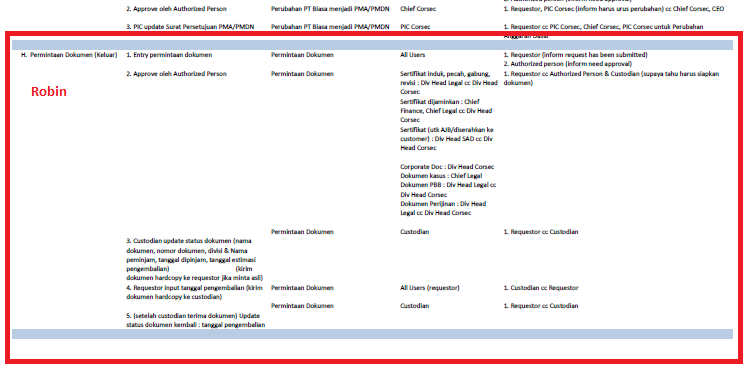 2. Approve oleh Authorized Person Perubahan PT Biasa menjadi PMA/PMDN Chief Corsec 1. Requestor, PIC Corsec (inform harus urus perubahan) cc Chief Corsec, CEO
3. PIC update Surat Persetujuan PMA/PMDN Perubahan PT Biasa menjadi PMA/PMDN PIC Corsec 1. Requestor cc PIC Corsec, Chief Corsec, PIC Corsec untuk Perubahan
H. Permintaan Dokumen (Keluar) 1. Entry permintaan dokumen Permintaan Dokumen All Users 1. Requestor (inform request has been submitted)
2. Authorized person (inform need approval)
2. Approve oleh Authorized Person Permintaan Dokumen Sertifikat induk, pecah, gabung, 1. Requestor cc Authorized Person & Custodian (supaya tahu harus siapkan
revisi : Div Head Legal cc Div Head dokumen)
Robin
Corsec
Sertifikat dijaminkan : Chief
Finance, Chief Legal cc Div Head
Corsec
Sertifikat (utk AJB/diserahkan ke
customer) : Div Head SAD cc Div
Head Corsec
Corporate Doc : Div Head Corsec
Dokumen kasus : Chief Legal
Dokumen PBB : Div Head Legal cc
Div Head Corsec
Dokumen Perijinan : Div Head
Legal cc Div Head Corsec
Permintaan Dokumen Custodian 1. Requestor cc Custodian
3. Custodian update status dokumen (nama
dokumen, nomor dokumen, divisi & Nama
peminjam, tanggal dipinjam, tanggal estimasi
pengembalian) (kirim
dokumen hardcopy ke requestor jika minta asli)
4. Requestor input tanggal pengembalian (kirim Permintaan Dokumen All Users (requestor) 1. Custodian cc Requestor
dokumen hardcopy ke custodian)
Permintaan Dokumen Custodian 1. Requestor cc Custodian
5. (setelah custodian terima dokumen) Update
status dokumen kembali : tanggal pengembalian